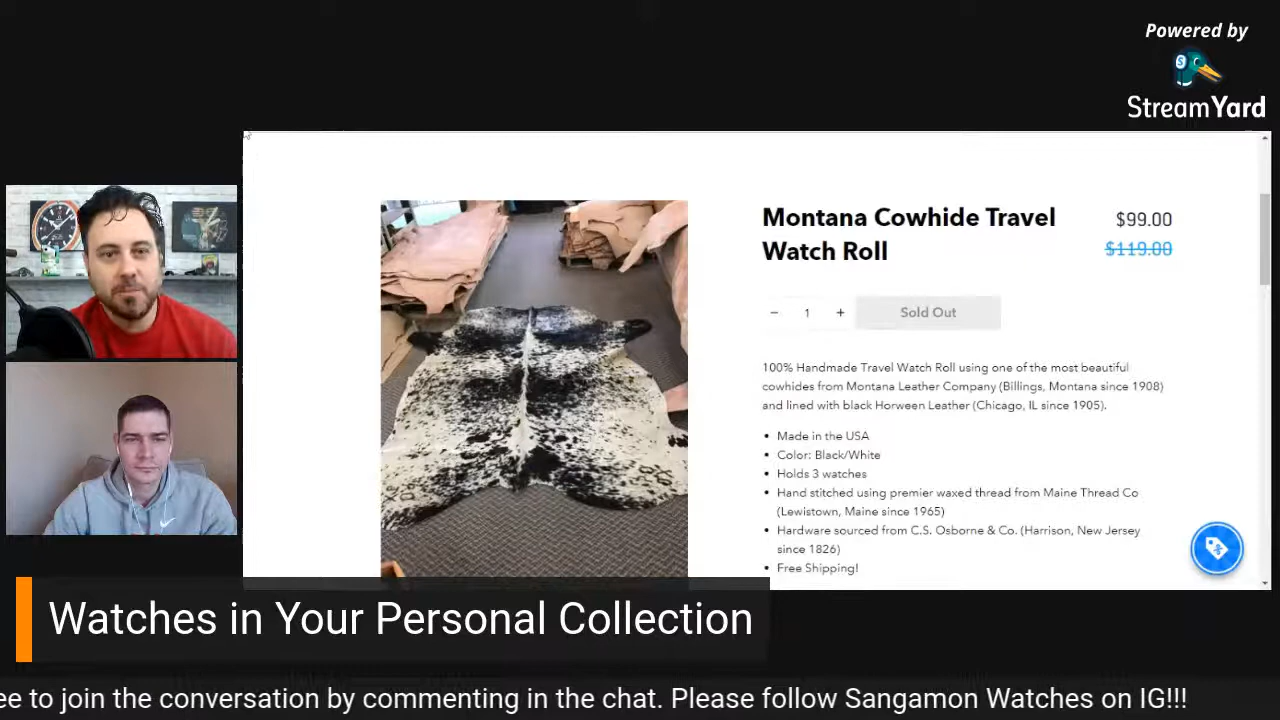 Powered by
StreamYard
Montana Cowhide Travel
Watch Roll
$99.00
$119.00
− 1 +
Sold Out
100% Handmade Travel Watch Roll using one of the most beautiful
cowhides from Montana Leather Company (Billings, Montana since 1908)
and lined with black Horween Leather (Chicago, IL since 1905).
• Made in the USA
• Color: Black/White
• Holds 3 watches
• Hand stitched using premier waxed thread from Maine Thread Co
(Lewistown, Maine since 1965)
• Hardware sourced from C.S. Osborne & Co. (Harrison, New Jersey
since 1826)
• Free Shipping!
Watches in Your Personal Collection
ee to join the conversation by commenting in the chat. Please follow Sangamon Watches on IG!!!